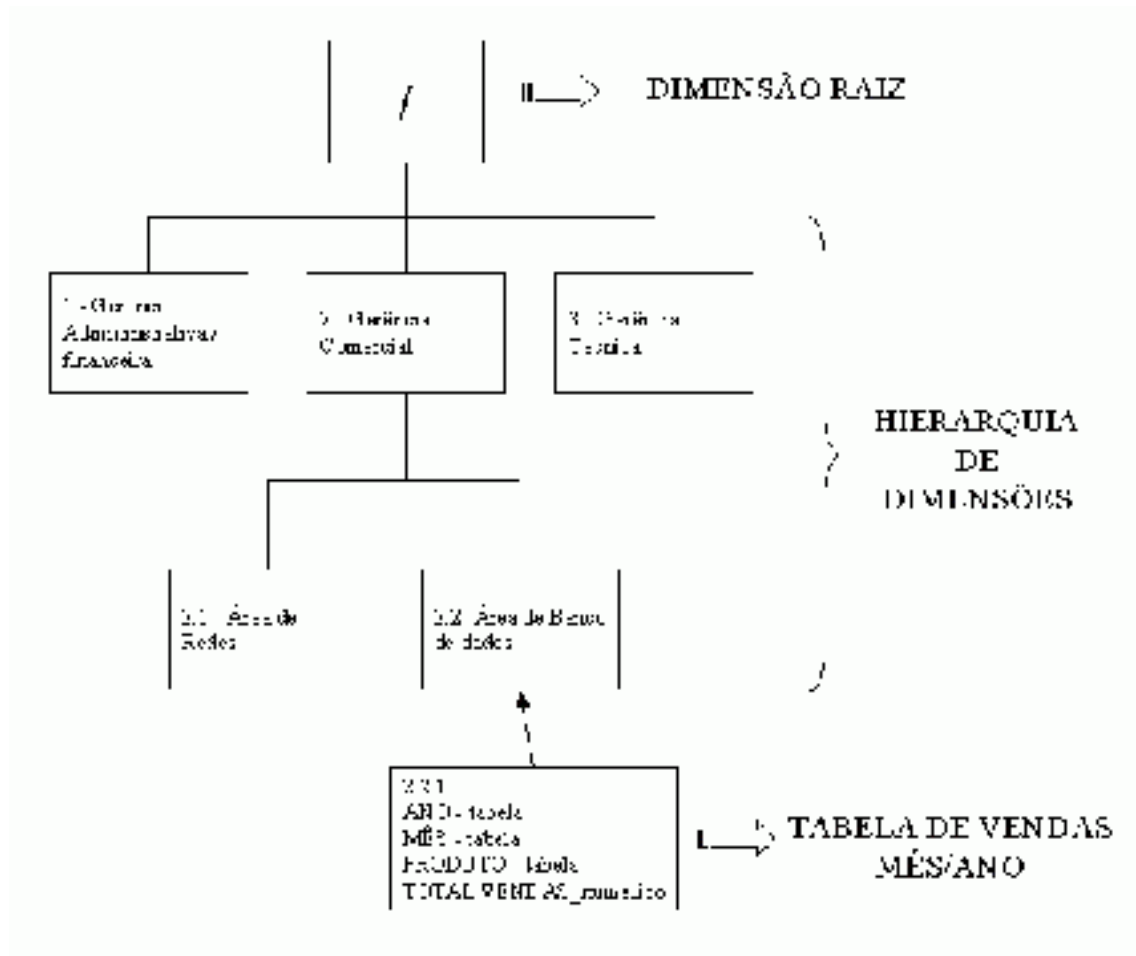 /
DIMENSÃO RAIZ
1 - Gerência
Administrativa/
financeira
2 - Gerência
Comercial
3 - Gerência
Técnica
HIERARQUIA
DE
DIMENSÕES
2.1 - Área de
Redes
2.2 Área de Banco
de dados
2.2.1
ANO - tabela
MÊS - tabela
PRODUTO - tabela
TOTAL VENDAS_numerico
TABELA DE VENDAS
MÊS/ANO